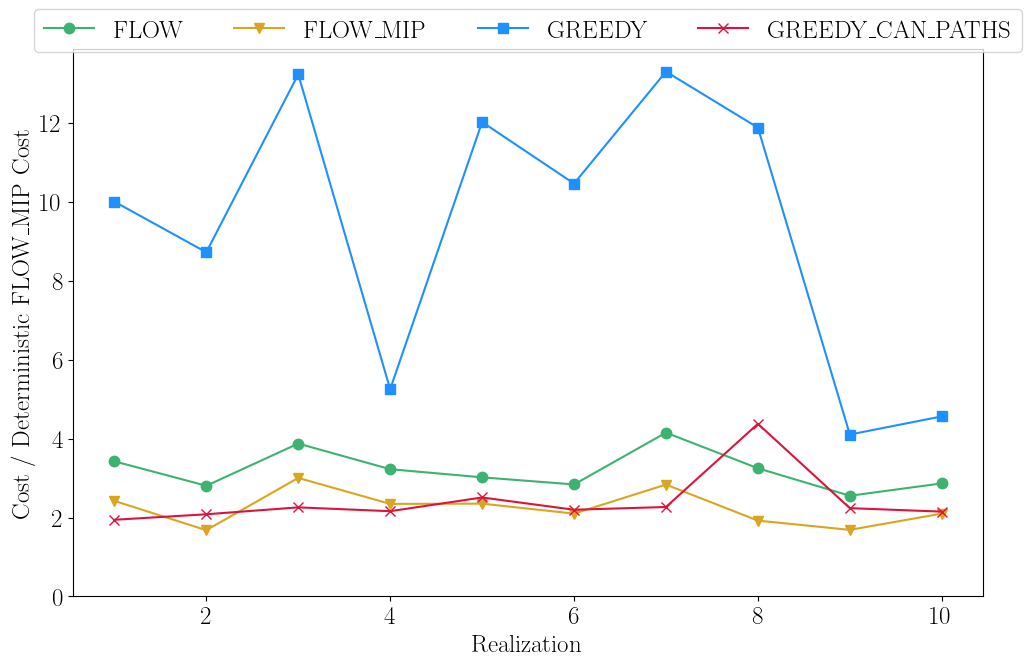 FLOW FLOW_MIP GREEDY GREEDY_CAN_PATHS
Cost / Deterministic FLOW_MIP Cost
12
10
8
6
4
2
0
2 4 6 8 10
Realization